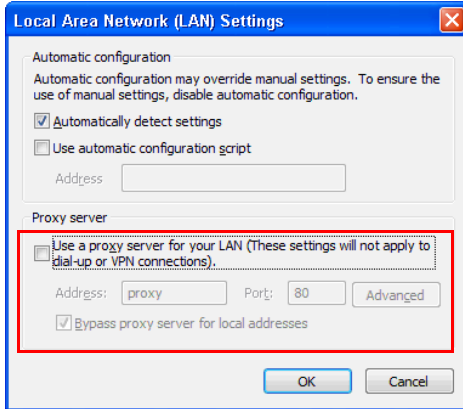 Local Area Network (LAN) Settings
Automatic configuration
Automatic configuration may override manual settings. To ensure the
use of manual settings, disable automatic configuration.
Automatically detect settings
Use automatic configuration script
Address
Proxy server
Use a proxy server for your LAN (These settings will not apply to
dial-up or VPN connections).
Address: proxy Port: 80 Advanced
Bypass proxy server for local addresses
OK Cancel